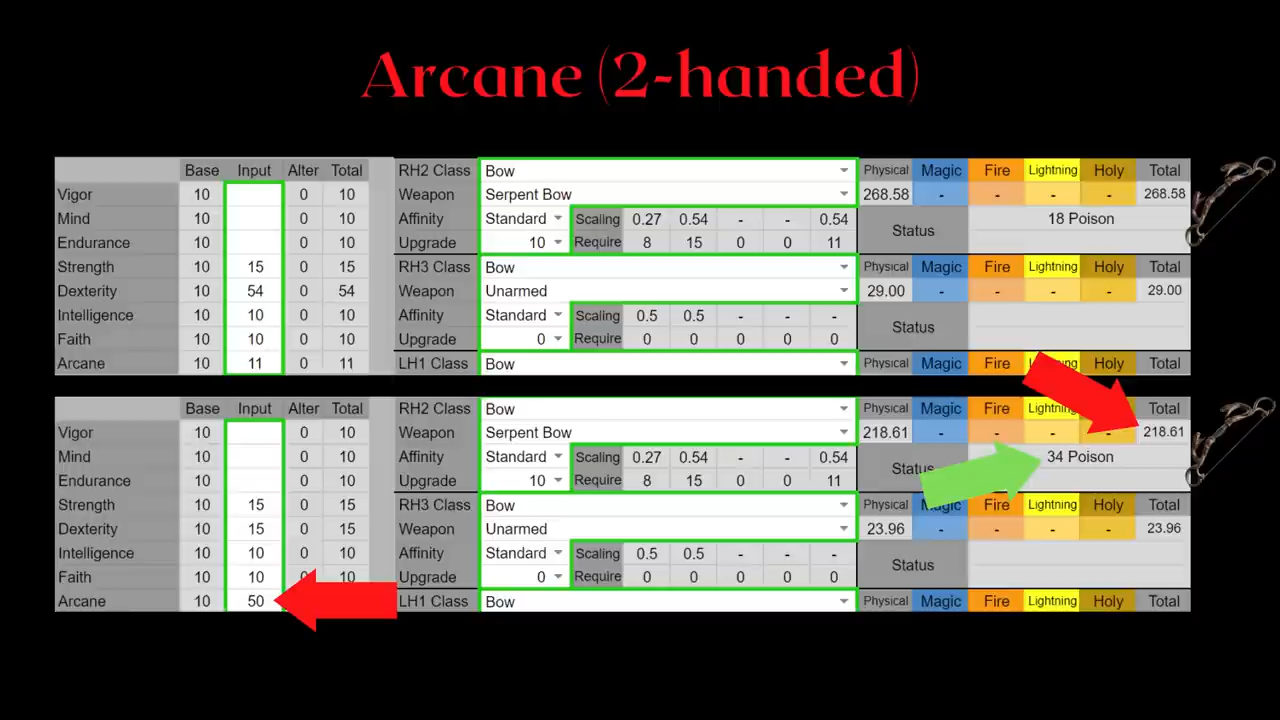 Arcane (2-handed)
Base Input Alter Total RH2 Class Bow Physical Magic Fire Lightning Holy Total
Vigor 10 0 10 Weapon Serpent Bow 268.58 - - - - 268.58
Mind 10 0 10 Affinity Standard Scaling 0.27 0.54 - - 0.54 Status 18 Poison
Endurance 10 0 10 Upgrade 10 Require 8 15 0 0 11
Strength 10 15 0 15 RH3 Class Bow Physical Magic Fire Lightning Holy Total
Dexterity 10 54 0 54 Weapon Unarmed 29.00 - - - - 29.00
Intelligence 10 10 0 10 Affinity Standard Scaling 0.5 0.5 - - - Status
Faith 10 10 0 10 Upgrade 0 Require 0 0 0 0 0
Arcane 10 11 0 11 LH1 Class Bow Physical Magic Fire Lightning Holy Total
Base Input Alter Total RH2 Class Bow Physical Magic Fire Lightning Holy Total
Vigor 10 0 10 Weapon Serpent Bow 218.61 - - - - 218.61
Mind 10 0 10 Affinity Standard Scaling 0.27 0.54 - - 0.54 Status 34 Poison
Endurance 10 0 10 Upgrade 10 Require 8 15 0 0 11
Strength 10 15 0 15 RH3 Class Bow Physical Magic Fire Lightning Holy Total
Dexterity 10 15 0 15 Weapon Unarmed 23.96 - - - - 23.96
Intelligence 10 10 0 10 Affinity Standard Scaling 0.5 0.5 - - - Status
Faith 10 10 0 10 Upgrade 0 Require 0 0 0 0 0
Arcane 10 50 LH1 Class Bow Physical Magic Fire Lightning Holy Total